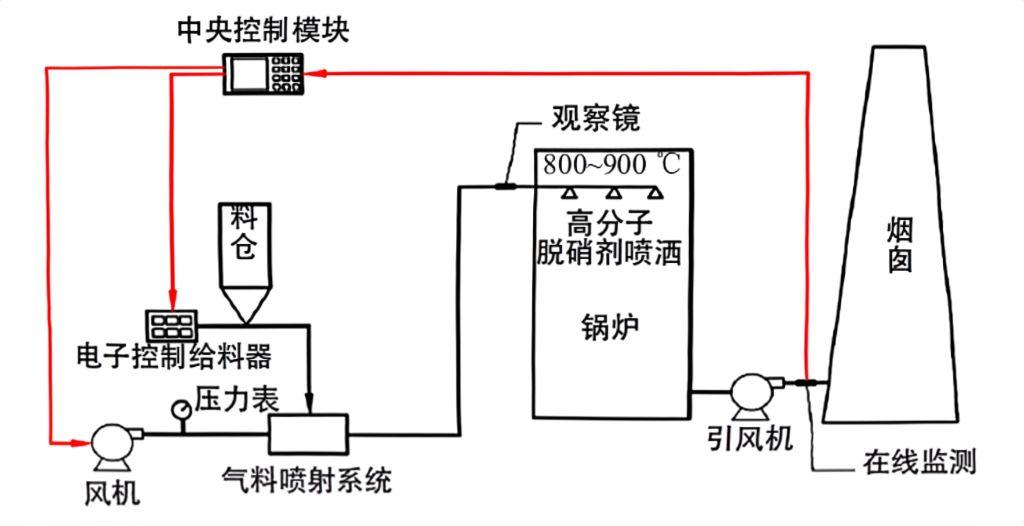 中央控制模块
观察镜
800~900 ℃
料仓
高分子
脱硝剂喷洒
烟囱
锅炉
电子控制给料器
压力表
引风机
在线监测
气料喷射系统
风机